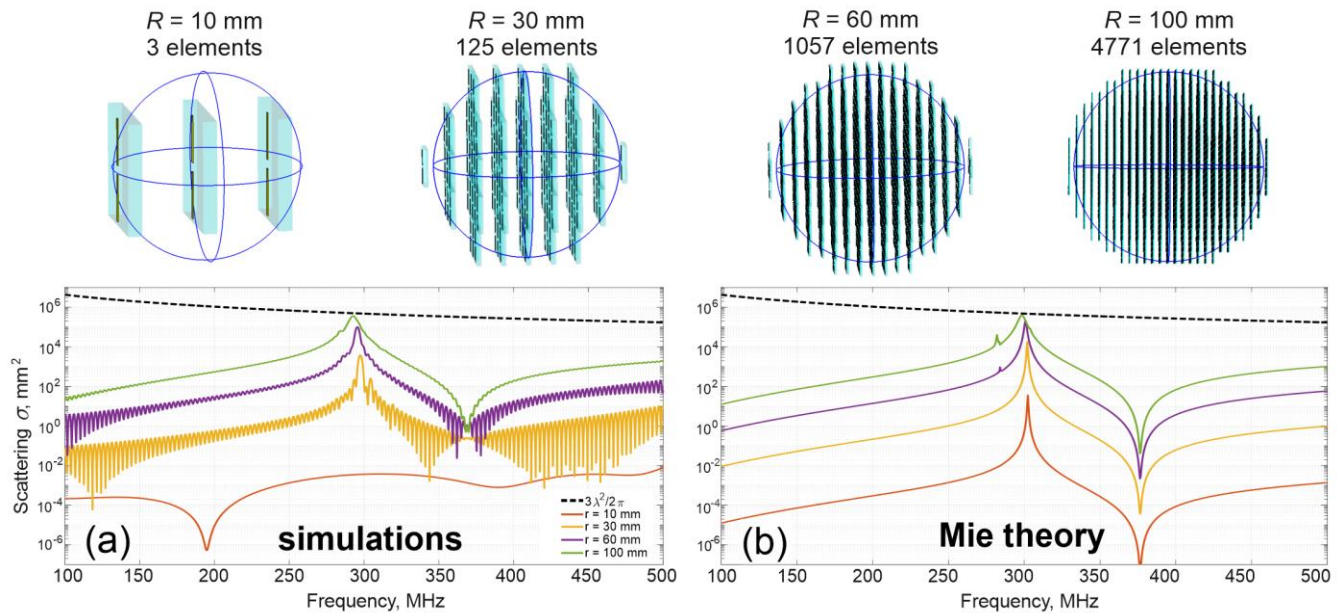 R = 10 mm
3 elements
R = 30 mm
125 elements
R = 60 mm
1057 elements
R = 100 mm
4771 elements
Scattering σ, mm²
10⁶
10⁴
10²
10⁰
10⁻²
10⁻⁴
10⁻⁶
(a)
simulations
3λ²/2π
r = 10 mm
r = 30 mm
r = 60 mm
r = 100 mm
100 150 200 250 300 350 400 450 500
Frequency, MHz
10⁶
10⁴
10²
10⁰
10⁻²
10⁻⁴
10⁻⁶
(b)
Mie theory
100 150 200 250 300 350 400 450 500
Frequency, MHz